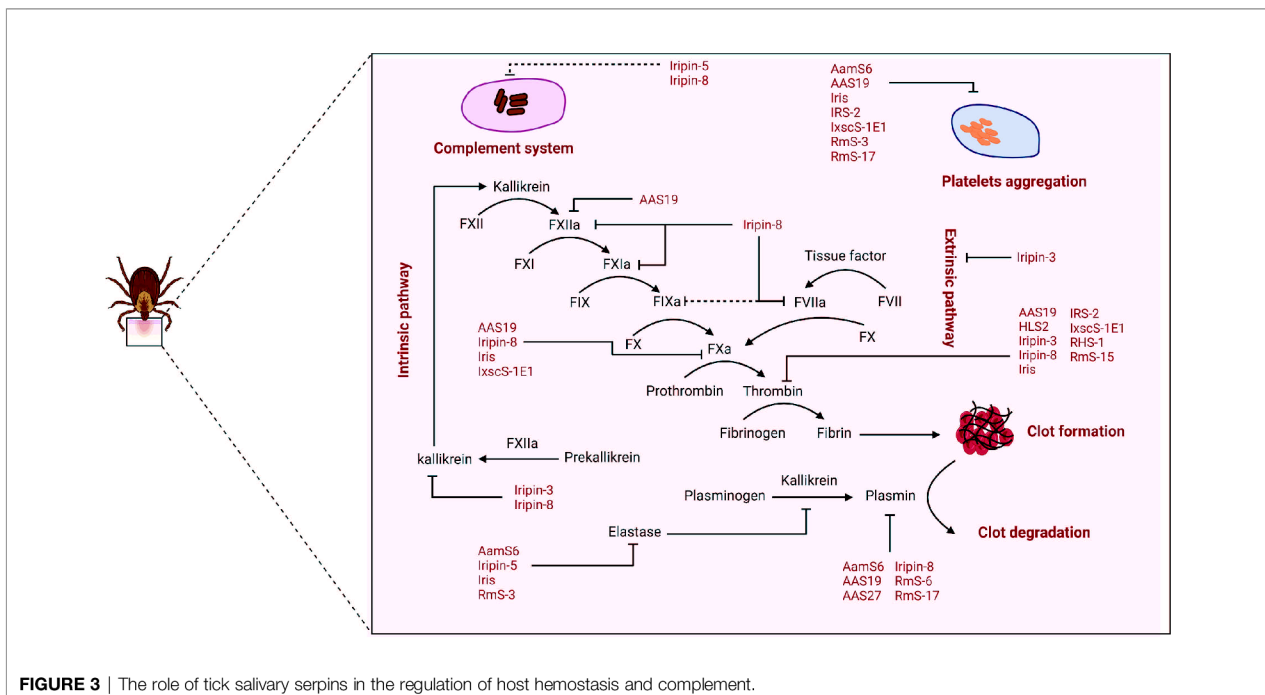 Iripin-5
Iripin-8
Complement system
AamS6
AAS19
Iris
IRS-2
IxscS-1E1
RmS-3
RmS-17
Platelets aggregation
Kallikrein
AAS19
FXII
FXIIa
Iripin-8
FXI
FXIa
Tissue factor
Extrinsic pathway
Iripin-3
FIX
FIXa
FVIIa
FVII
Intrinsic pathway
AAS19
Iripin-8
Iris
IxscS-1E1
FX
FXa
FX
AAS19 IRS-2
HLS2 IxscS-1E1
Iripin-3 RHS-1
Iripin-8 RmS-15
Iris
Prothrombin
Thrombin
Fibrinogen
Fibrin
Clot formation
FXIIa
kallikrein
Prekallikrein
Iripin-3
Iripin-8
Kallikrein
Plasminogen
Plasmin
Elastase
Clot degradation
AamS6
Iripin-5
Iris
RmS-3
AamS6 Iripin-8
AAS19 RmS-6
AAS27 RmS-17
FIGURE 3 | The role of tick salivary serpins in the regulation of host hemostasis and complement.